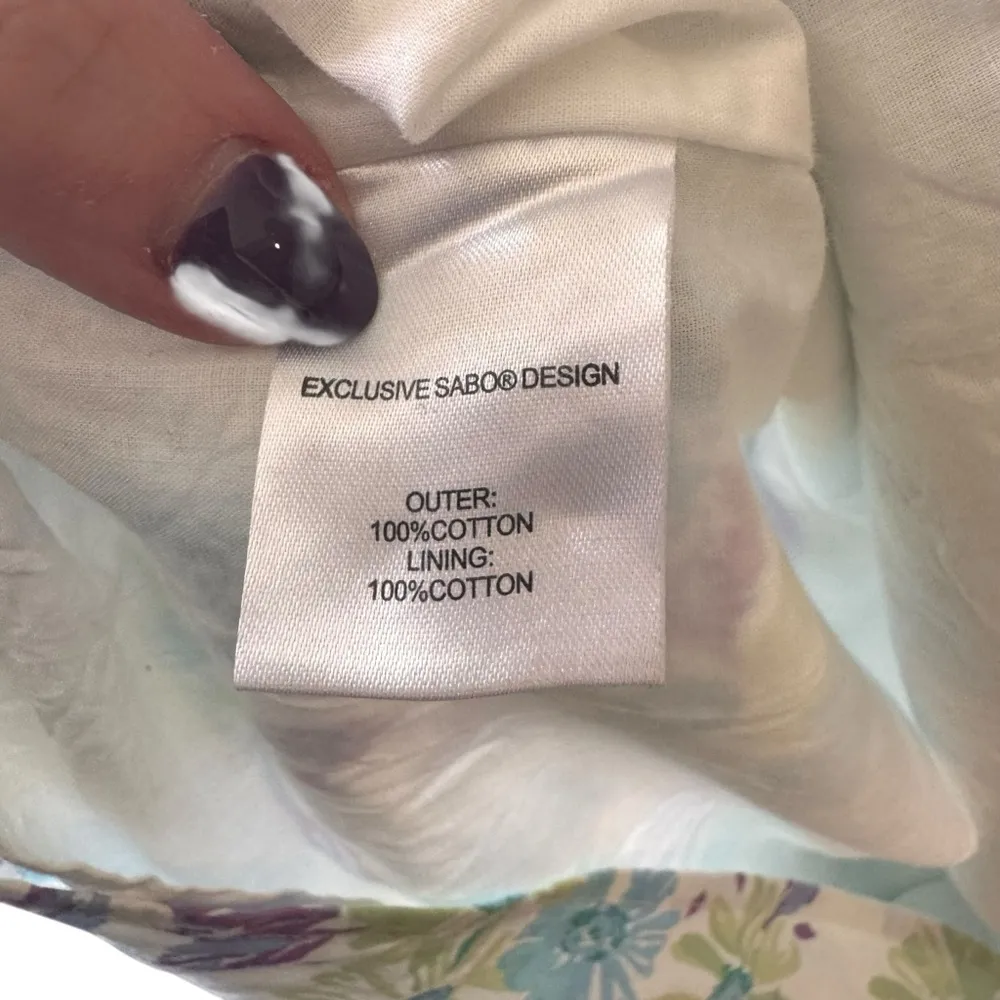 EXCLUSIVE SABO® DESIGN
OUTER:
100%COTTON
LINING:
100%COTTON